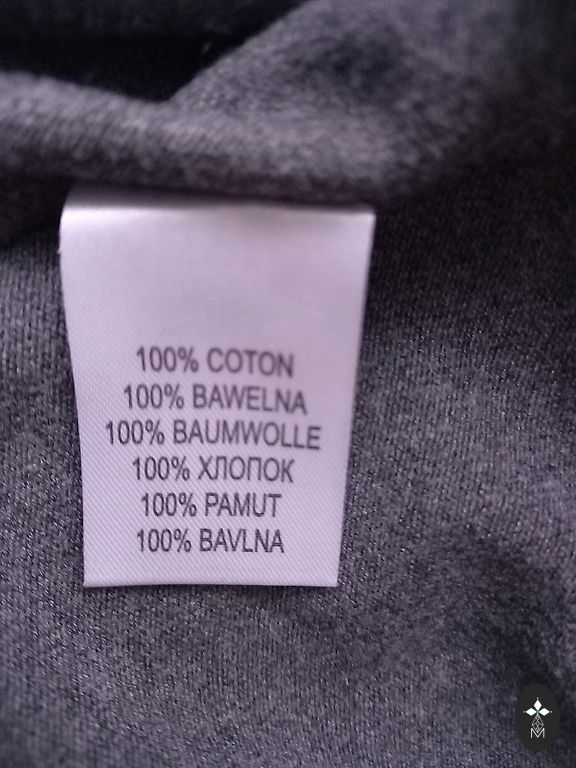 100% COTON
100% BAWELNA
100% BAUMWOLLE
100% ХЛОПОК
100% PAMUT
100% BAVLNA
M